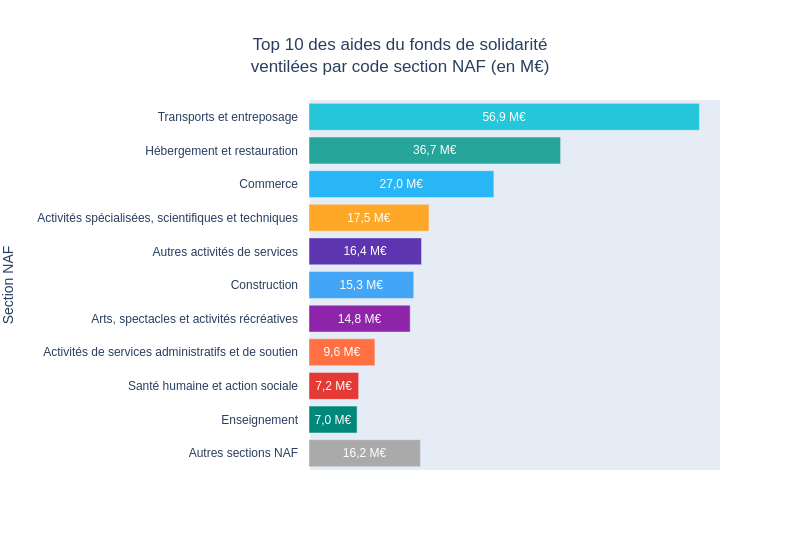 Top 10 des aides du fonds de solidarité
ventilées par code section NAF (en M€)
Section NAF
Transports et entreposage 56,9 M€
Hébergement et restauration 36,7 M€
Commerce 27,0 M€
Activités spécialisées, scientifiques et techniques 17,5 M€
Autres activités de services 16,4 M€
Construction 15,3 M€
Arts, spectacles et activités récréatives 14,8 M€
Activités de services administratifs et de soutien 9,6 M€
Santé humaine et action sociale 7,2 M€
Enseignement 7,0 M€
Autres sections NAF 16,2 M€